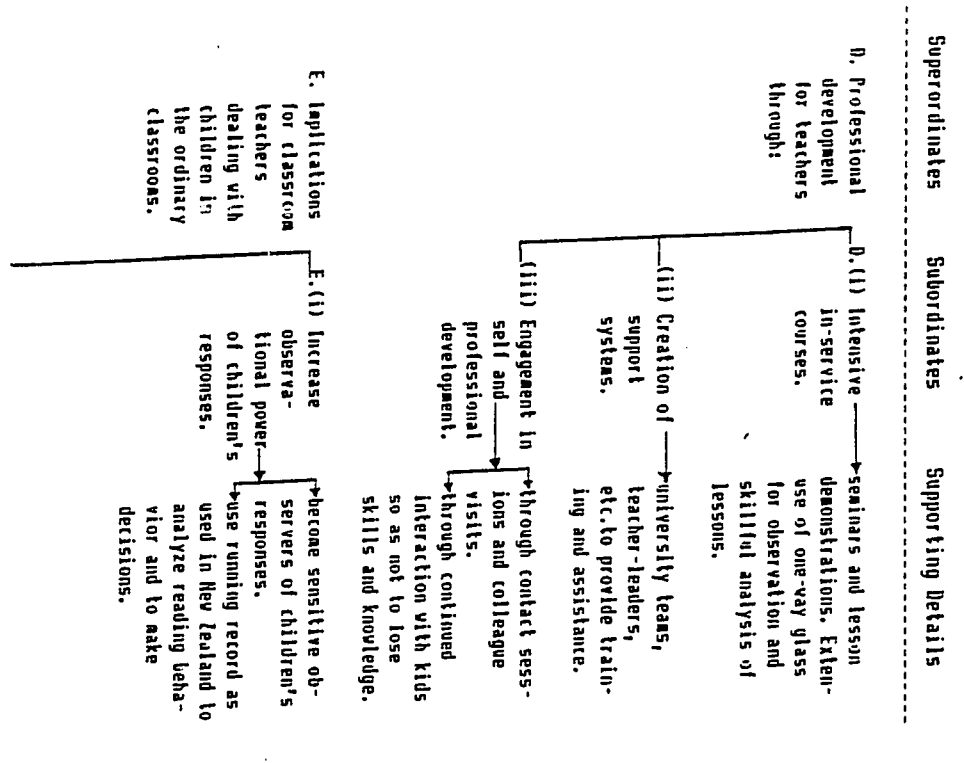 Superordinates Subordinates Supporting Details
D. Professional
development
for teachers
through:
D.(i) Intensive
in-service
courses.
seminars and lesson
demonstrations. Exten-
use of one-way glass
for observation and
skillful analysis of
lessons.
(ii) Creation of
support
systems.
university teams,
teacher-leaders,
etc.to provide train-
ing and assistance.
(iii) Engagement in
self and
professional
development.
through contact sess-
ions and colleague
visits.
through continued
interaction with kids
so as not to lose
skills and knowledge.
E. Implications
for classroom
teachers
dealing with
children in
the ordinary
classrooms.
E.(i) Increase
observa-
tional power
of children's
responses.
become sensitive ob-
servers of children's
responses.
use running record as
used in New Zealand to
analyze reading beha-
vior and to make
decisions.